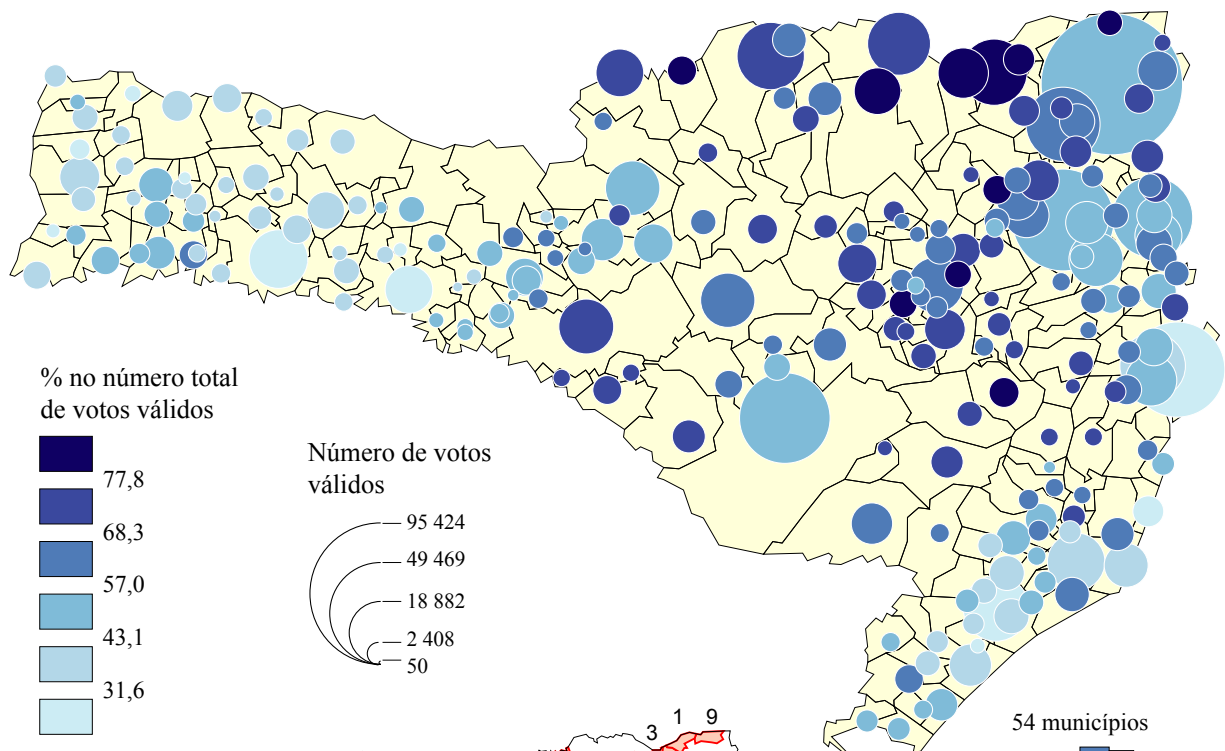 % no número total
de votos válidos
77,8
68,3
57,0
43,1
31,6
Número de votos
válidos
95 424
49 469
18 882
2 408
50
3 1 9
54 municípios